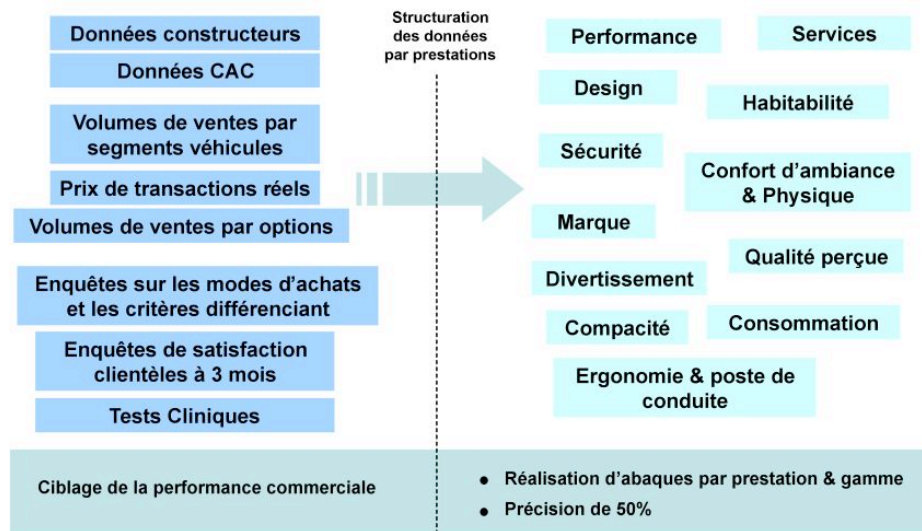 Données constructeurs
Données CAC
Volumes de ventes par
segments véhicules
Prix de transactions réels
Volumes de ventes par options
Enquêtes sur les modes d'achats
et les critères différenciant
Enquêtes de satisfaction
clientèles à 3 mois
Tests Cliniques
Ciblage de la performance commerciale
Structuration
des données
par prestations
Performance
Services
Design
Habitabilité
Sécurité
Confort d'ambiance
& Physique
Marque
Qualité perçue
Divertissement
Compacité
Consommation
Ergonomie & poste de
conduite
• Réalisation d'abaques par prestation & gamme
• Précision de 50%